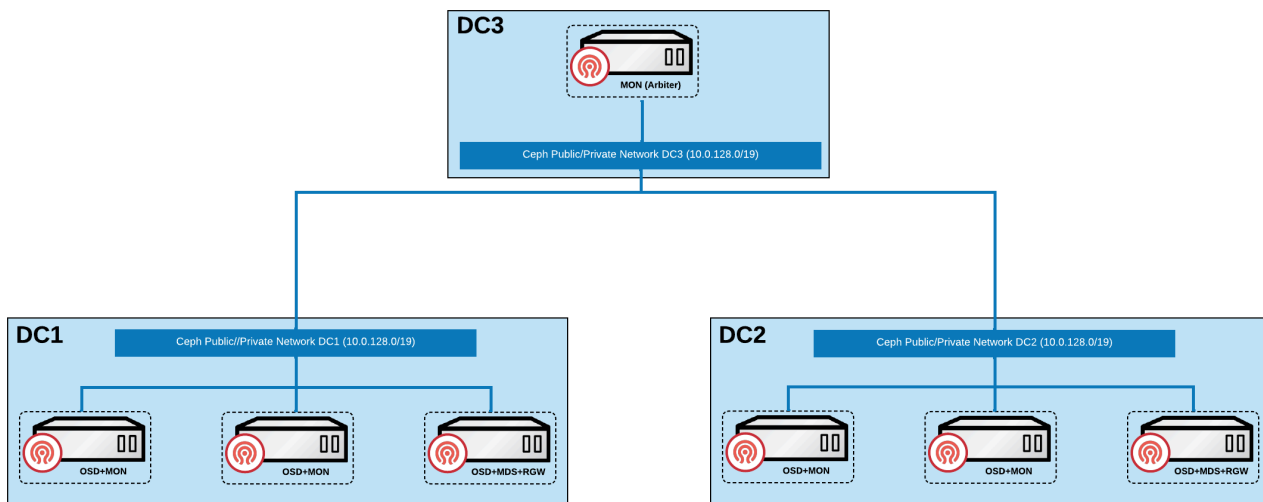 DC3
MON (Arbiter)
Ceph Public/Private Network DC3 (10.0.128.0/19)
DC1
Ceph Public//Private Network DC1 (10.0.128.0/19)
OSD+MON
OSD+MON
OSD+MDS+RGW
DC2
Ceph Public/Private Network DC2 (10.0.128.0/19)
OSD+MON
OSD+MON
OSD+MDS+RGW